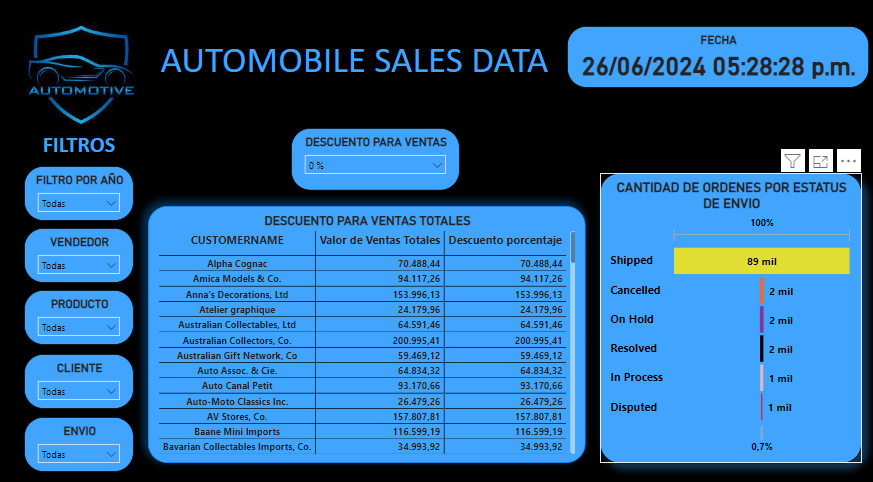 AUTOMOTIVE
AUTOMOBILE SALES DATA
FECHA
26/06/2024 05:28:28 p.m.
FILTROS
FILTRO POR AÑO
Todas
VENDEDOR
Todas
PRODUCTO
Todas
CLIENTE
Todas
ENVIO
Todas
DESCUENTO PARA VENTAS
0 %
DESCUENTO PARA VENTAS TOTALES
CUSTOMERNAME Valor de Ventas Totales Descuento porcentaje
Alpha Cognac 70.488,44 70.488,44
Amica Models & Co. 94.117,26 94.117,26
Anna's Decorations, Ltd 153.996,13 153.996,13
Atelier graphique 24.179,96 24.179,96
Australian Collectables, Ltd 64.591,46 64.591,46
Australian Collectors, Co. 200.995,41 200.995,41
Australian Gift Network, Co 59.469,12 59.469,12
Auto Assoc. & Cie. 64.834,32 64.834,32
Auto Canal Petit 93.170,66 93.170,66
Auto-Moto Classics Inc. 26.479,26 26.479,26
AV Stores, Co. 157.807,81 157.807,81
Baane Mini Imports 116.599,19 116.599,19
Bavarian Collectables Imports, Co. 34.993,92 34.993,92
CANTIDAD DE ORDENES POR ESTATUS
DE ENVIO
100%
Shipped 89 mil
Cancelled 2 mil
On Hold 2 mil
Resolved 2 mil
In Process 1 mil
Disputed 1 mil
0,7%